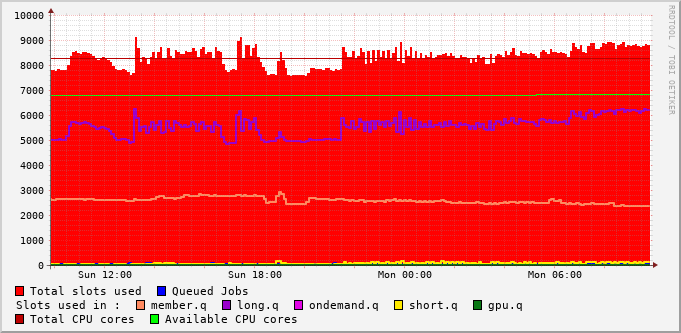 10000
9000
8000
7000
6000
5000
4000
3000
2000
1000
0
Sun 12:00 Sun 18:00 Mon 00:00 Mon 06:00
Total slots used Queued Jobs
Slots used in : member.q long.q ondemand.q short.q gpu.q
Total CPU cores Available CPU cores
RRDTOOL / TOBI OETIKER